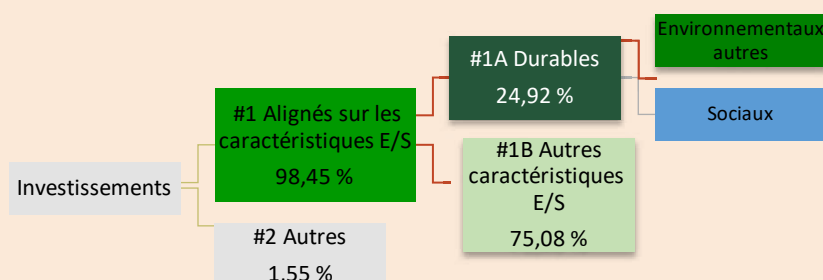 Investissements
#1 Alignés sur les
caractéristiques E/S
98,45 %
#2 Autres
1,55 %
#1A Durables
24,92 %
#1B Autres
caractéristiques
E/S
75,08 %
Environnementaux
autres
Sociaux